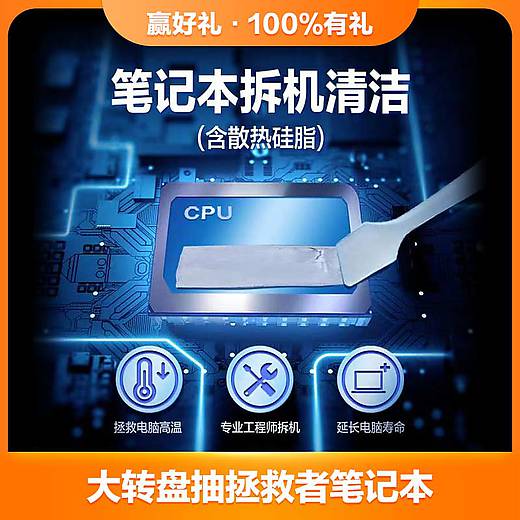 赢好礼·100%有礼
笔记本拆机清洁
(含散热硅脂)
CPU
拯救电脑高温
专业工程师拆机
延长电脑寿命
大转盘抽拯救者笔记本